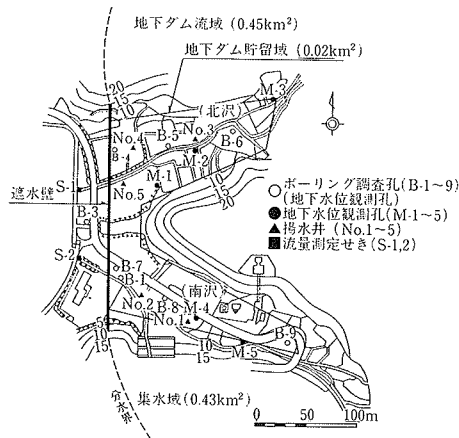 地下ダム流域（0.45km²）
地下ダム貯留域（0.02km²）
20
15
10
（北沢）
M-3
No.4
B-5
No.3
B-4
B-6
M-2
S-1
M-1
No.5
遮水壁
B-3
15
20
○ボーリング調査孔(B-1〜9)
（地下水位観測孔）
●地下水位観測孔(M-1〜5)
▲揚水井（No.1〜5）
■流量測定せき(S-1,2)
S-2
B-7
B-1
（南沢）
No.2
B-8
M-4
No.1
B-9
5
10
15
10
15
M-5
分水界
集水域（0.43km²）
0 50 100m